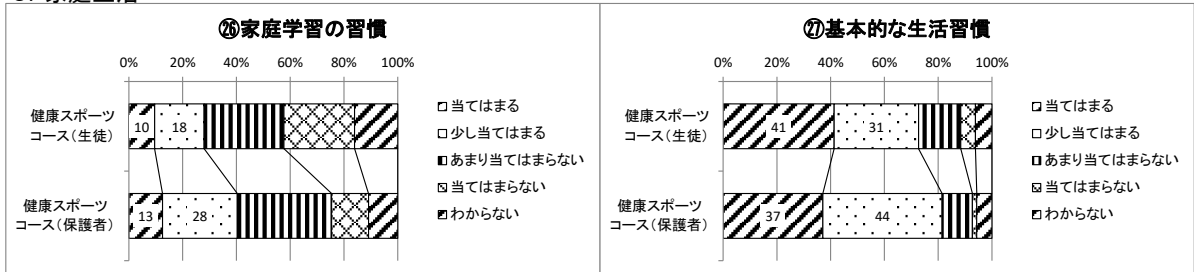 ㉖家庭学習の習慣
0% 20% 40% 60% 80% 100%
健康スポーツ
コース(生徒)
10 18
健康スポーツ
コース(保護者)
13 28
当てはまる
少し当てはまる
あまり当てはまらない
当てはまらない
わからない
㉗基本的な生活習慣
0% 20% 40% 60% 80% 100%
健康スポーツ
コース(生徒)
41 31
健康スポーツ
コース(保護者)
37 44
当てはまる
少し当てはまる
あまり当てはまらない
当てはまらない
わからない